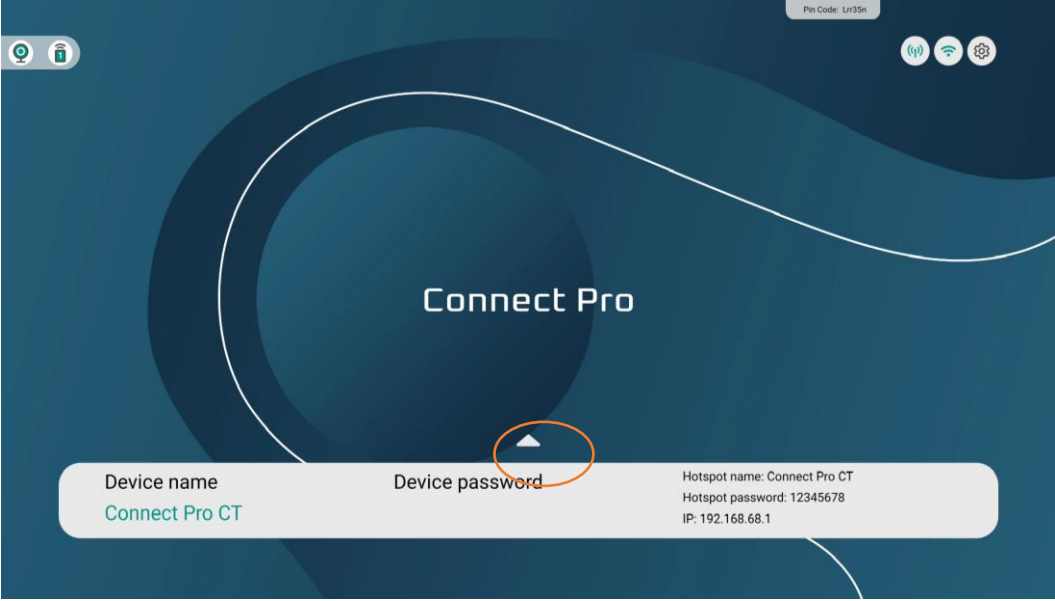 Pin Code: Lrr35n
1
Connect Pro
Device name
Connect Pro CT
Device password
Hotspot name: Connect Pro CT
Hotspot password: 12345678
IP: 192.168.68.1